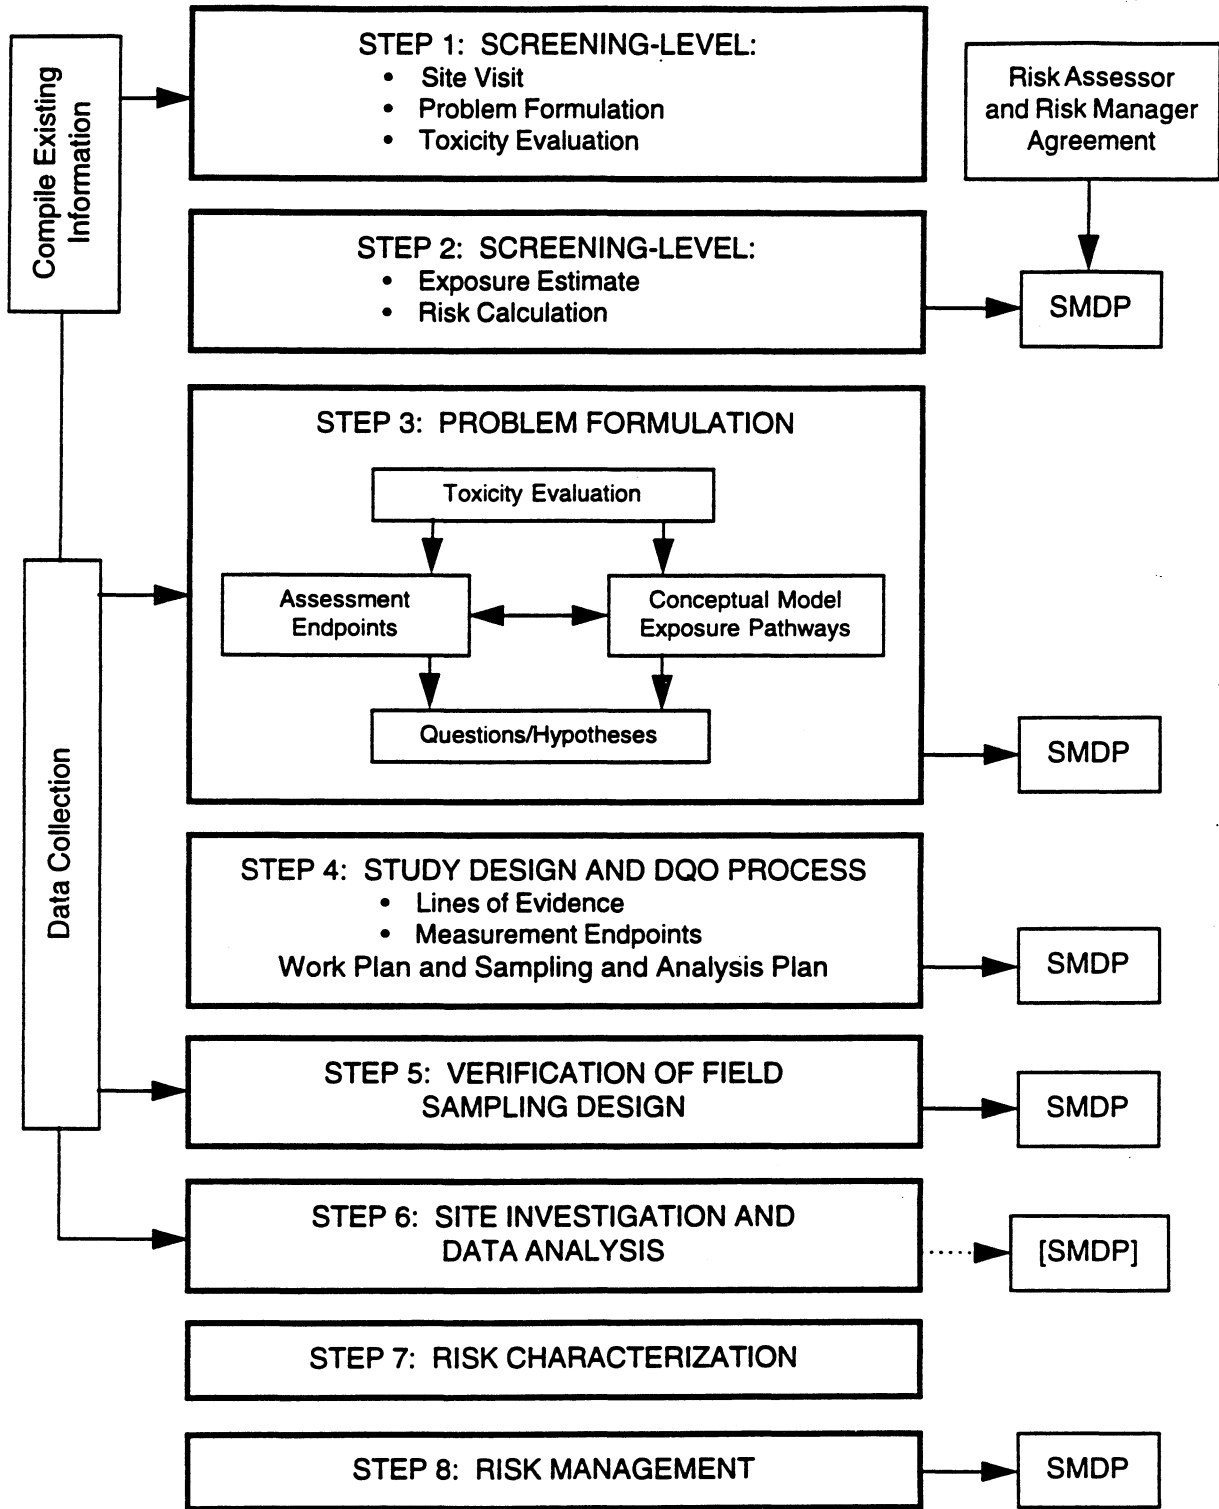 Compile Existing
Information
STEP 1: SCREENING-LEVEL:
• Site Visit
• Problem Formulation
• Toxicity Evaluation
Risk Assessor
and Risk Manager
Agreement
STEP 2: SCREENING-LEVEL:
• Exposure Estimate
• Risk Calculation
SMDP
Data Collection
STEP 3: PROBLEM FORMULATION
Toxicity Evaluation
Assessment
Endpoints
Conceptual Model
Exposure Pathways
Questions/Hypotheses
SMDP
STEP 4: STUDY DESIGN AND DQO PROCESS
• Lines of Evidence
• Measurement Endpoints
Work Plan and Sampling and Analysis Plan
SMDP
STEP 5: VERIFICATION OF FIELD
SAMPLING DESIGN
SMDP
STEP 6: SITE INVESTIGATION AND
DATA ANALYSIS
[SMDP]
STEP 7: RISK CHARACTERIZATION
STEP 8: RISK MANAGEMENT
SMDP